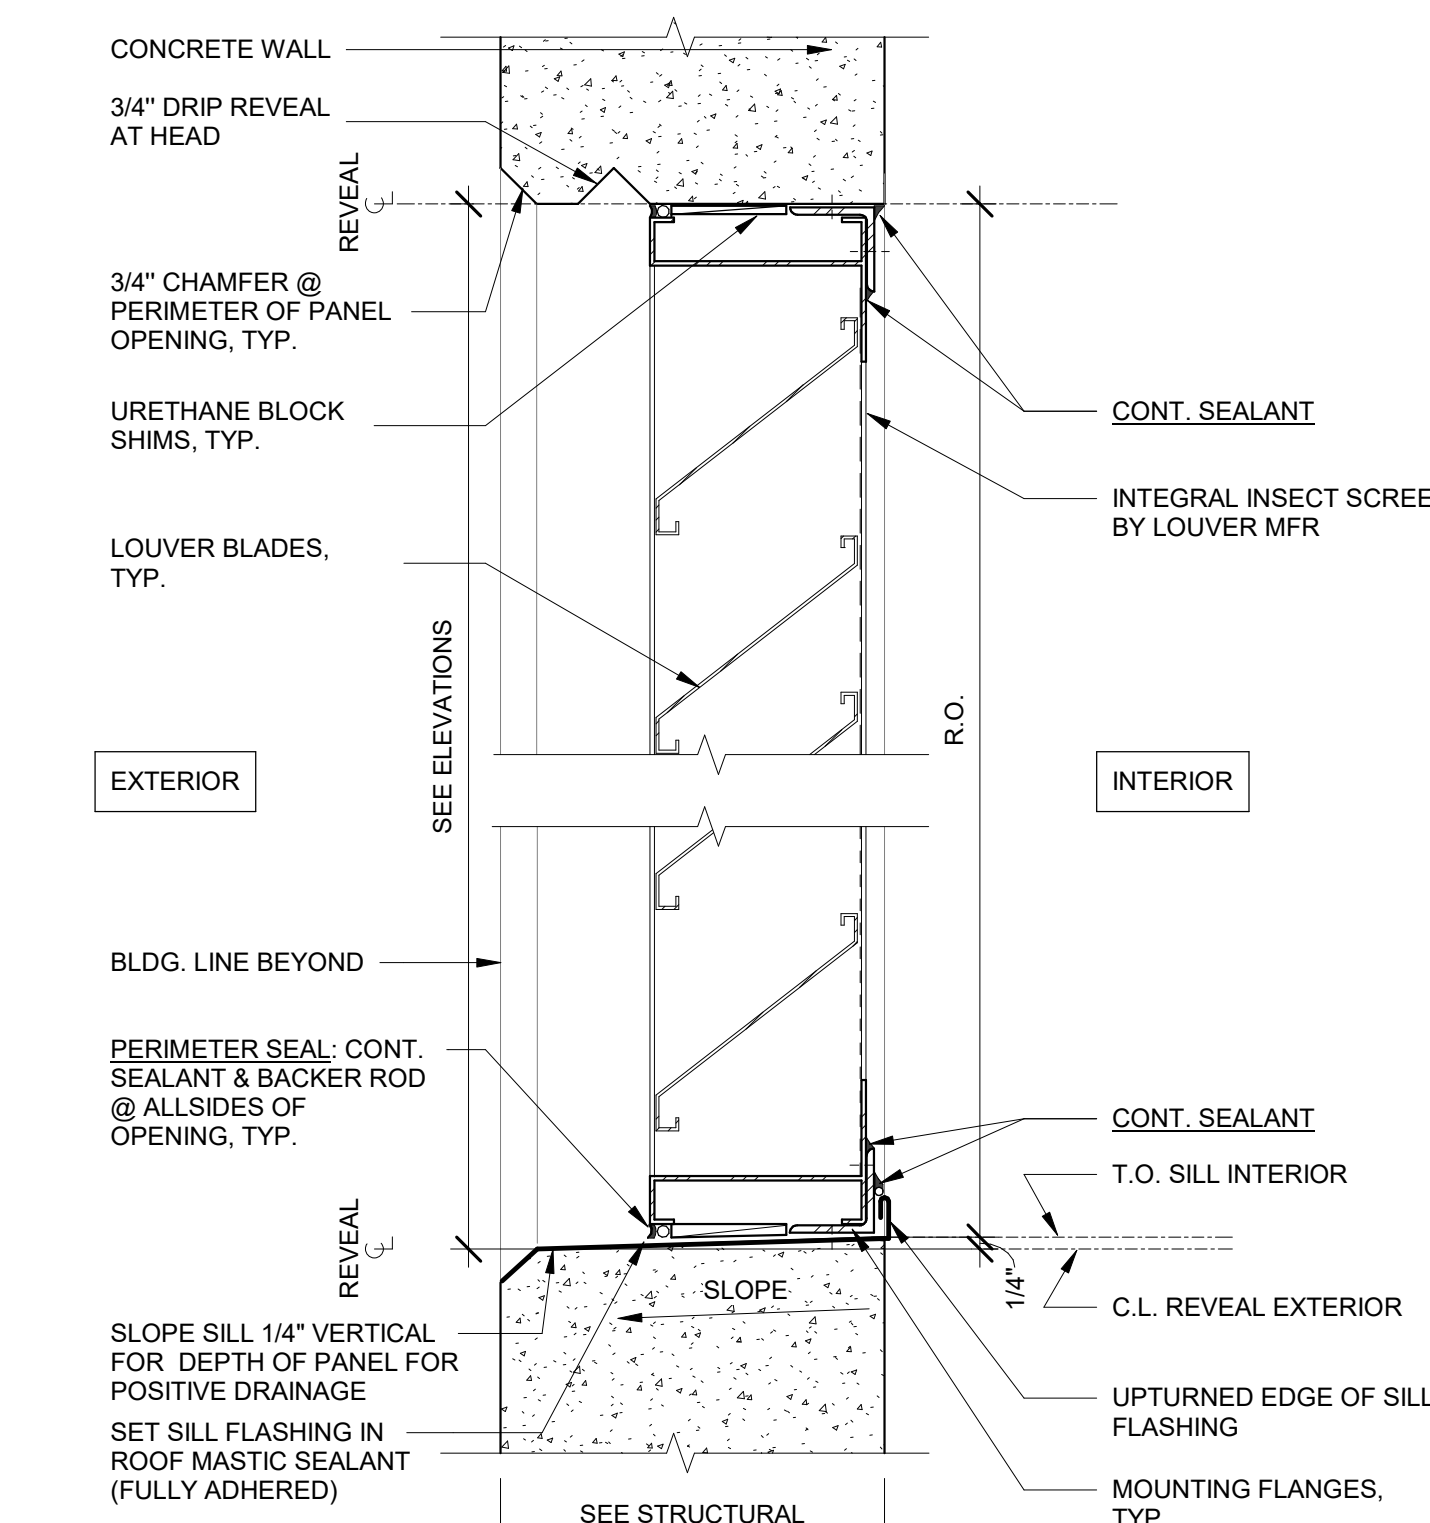 CONCRETE WALL
3/4" DRIP REVEAL
AT HEAD
REVEAL
3/4" CHAMFER @
PERIMETER OF PANEL
OPENING, TYP.
URETHANE BLOCK
SHIMS, TYP.
LOUVER BLADES,
TYP.
SEE ELEVATIONS
EXTERIOR
BLDG. LINE BEYOND
PERIMETER SEAL: CONT.
SEALANT & BACKER ROD
@ ALLSIDES OF
OPENING, TYP.
REVEAL
SLOPE SILL 1/4" VERTICAL
FOR DEPTH OF PANEL FOR
POSITIVE DRAINAGE
SET SILL FLASHING IN
ROOF MASTIC SEALANT
(FULLY ADHERED)
SLOPE
SEE STRUCTURAL
CONT. SEALANT
INTEGRAL INSECT SCREE
BY LOUVER MFR
R.O.
INTERIOR
CONT. SEALANT
T.O. SILL INTERIOR
1/4"
C.L. REVEAL EXTERIOR
UPTURNED EDGE OF SILL
FLASHING
MOUNTING FLANGES,
TYP